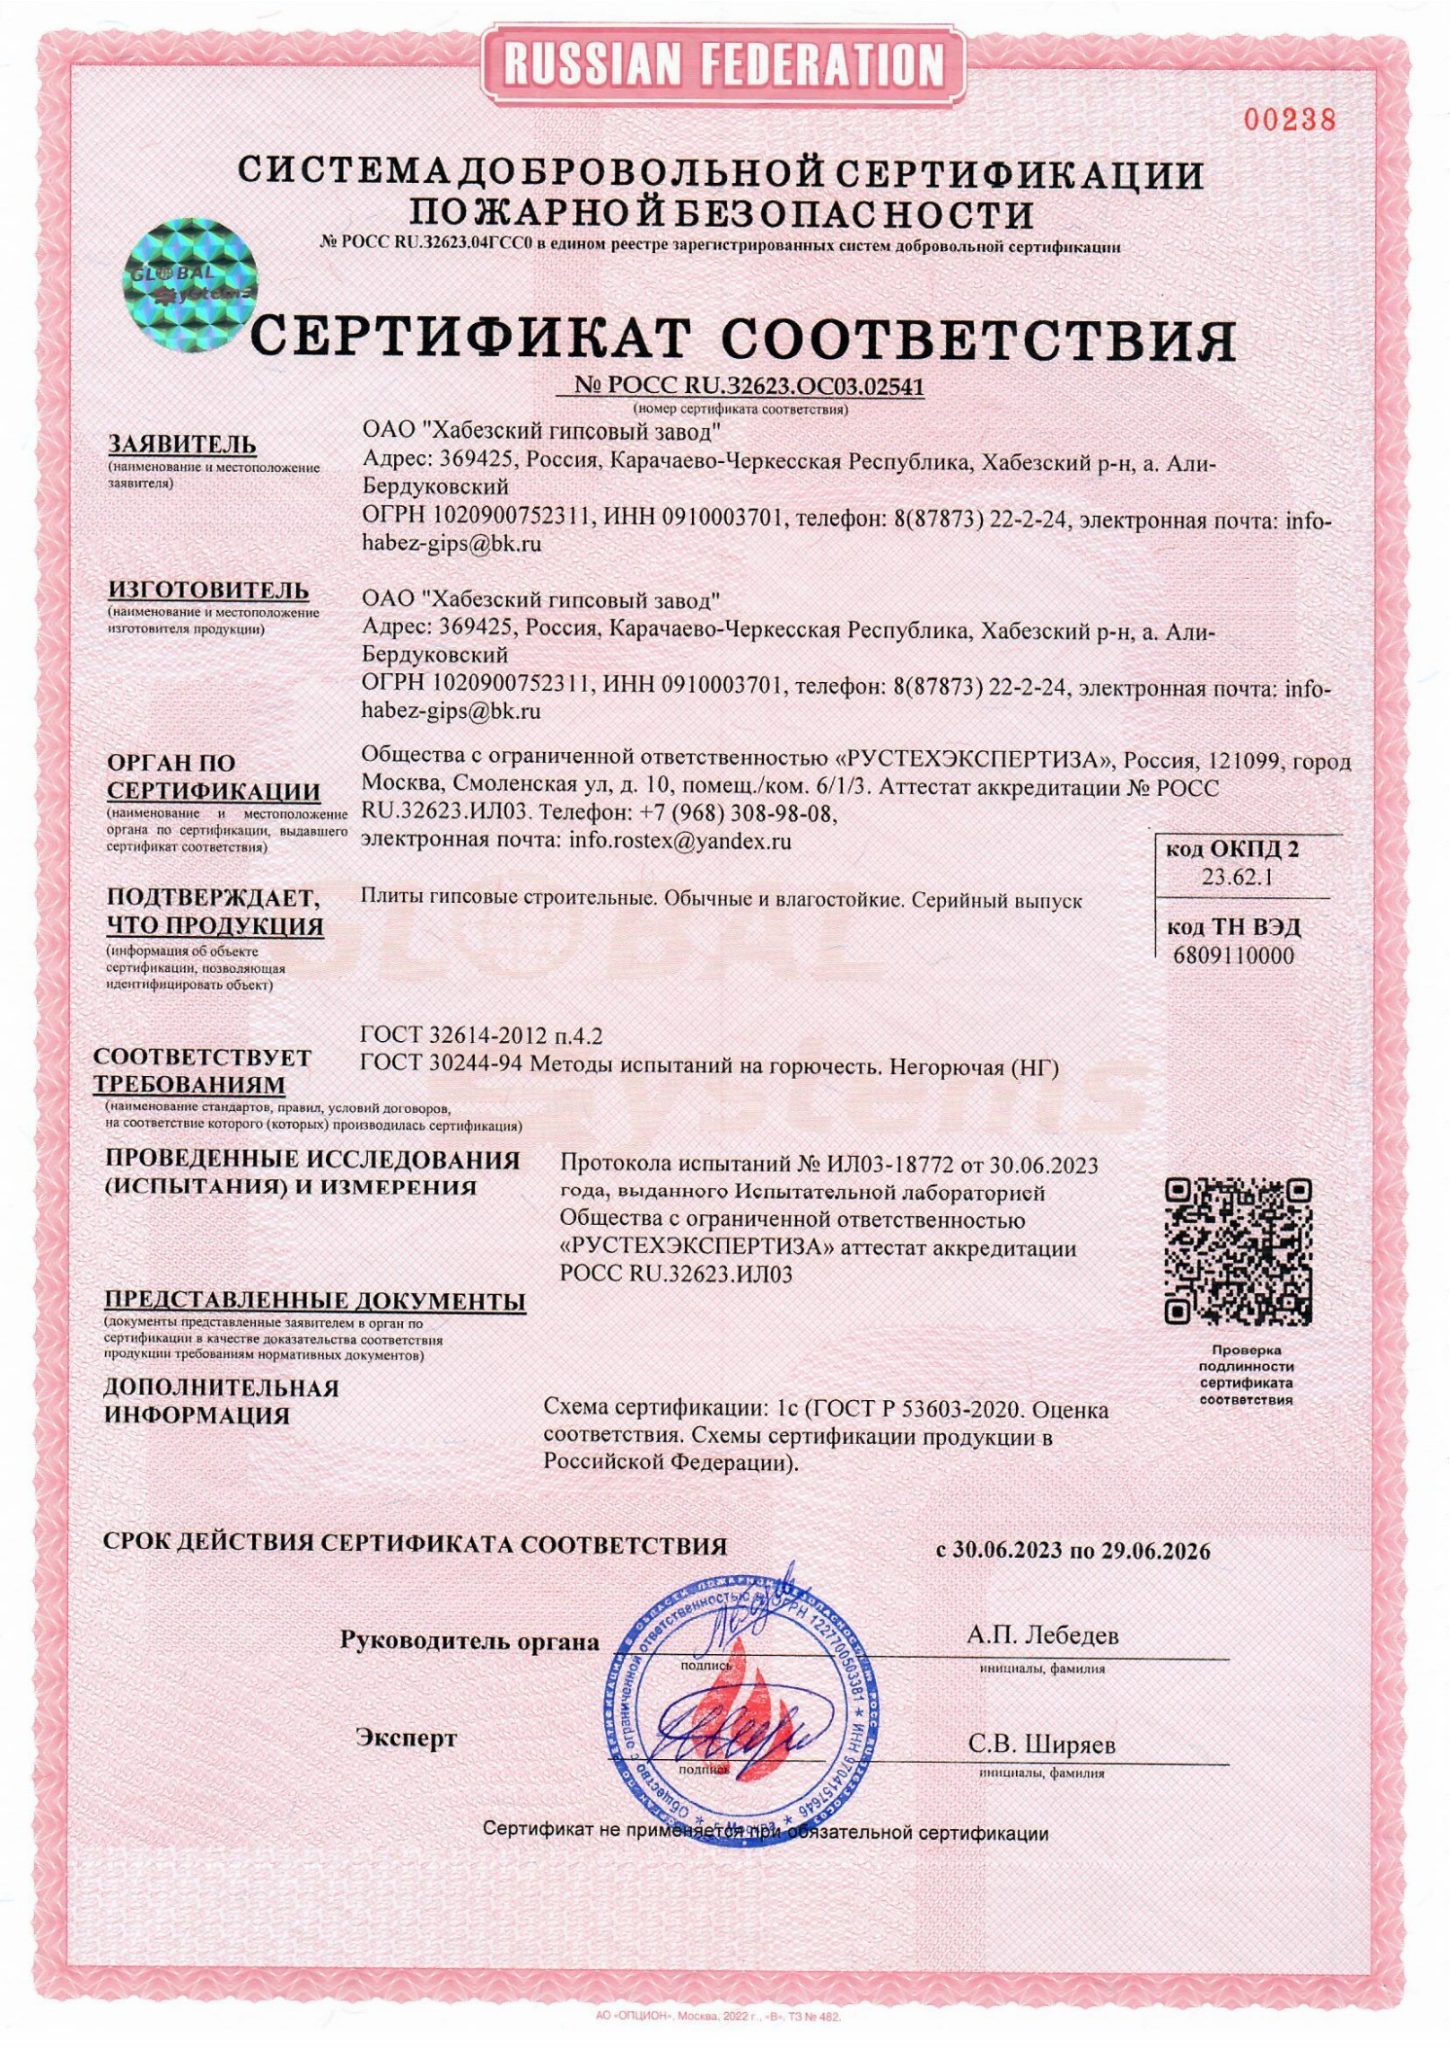 RUSSIAN FEDERATION
00238
СИСТЕМА ДОБРОВОЛЬНОЙ СЕРТИФИКАЦИИ
ПОЖАРНОЙ БЕЗОПАСНОСТИ
№ РОСС RU.32623.04ГСС0 в едином реестре зарегистрированных систем добровольной сертификации
GLOBAL
systems
СЕРТИФИКАТ СООТВЕТСТВИЯ
№ РОСС RU.32623.ОС03.02541
(номер сертификата соответствия)
ЗАЯВИТЕЛЬ
(наименование и местоположение
заявителя)
ОАО "Хабезский гипсовый завод"
Адрес: 369425, Россия, Карачаево-Черкесская Республика, Хабезский р-н, а. Али-
Бердуковский
ОГРН 1020900752311, ИНН 0910003701, телефон: 8(87873) 22-2-24, электронная почта: info-
habez-gips@bk.ru
ИЗГОТОВИТЕЛЬ
(наименование и местоположение
изготовителя продукции)
ОАО "Хабезский гипсовый завод"
Адрес: 369425, Россия, Карачаево-Черкесская Республика, Хабезский р-н, а. Али-
Бердуковский
ОГРН 1020900752311, ИНН 0910003701, телефон: 8(87873) 22-2-24, электронная почта: info-
habez-gips@bk.ru
ОРГАН ПО
СЕРТИФИКАЦИИ
(наименование и местоположение
органа по сертификации, выдавшего
сертификат соответствия)
Общества с ограниченной ответственностью «РУСТЕХЭКСПЕРТИЗА», Россия, 121099, город
Москва, Смоленская ул, д. 10, помещ./ком. 6/1/3. Аттестат аккредитации № РОСС
RU.32623.ИЛ03. Телефон: +7 (968) 308-98-08,
электронная почта: info.rostex@yandex.ru
код ОКПД 2
23.62.1
код ТН ВЭД
6809110000
ПОДТВЕРЖДАЕТ,
ЧТО ПРОДУКЦИЯ
(информация об объекте
сертификации, позволяющая
идентифицировать объект)
Плиты гипсовые строительные. Обычные и влагостойкие. Серийный выпуск
GLOBAL
systems
СООТВЕТСТВУЕТ
ТРЕБОВАНИЯМ
(наименование стандартов, правил, условий договоров,
на соответствие которого (которых) производилась сертификация)
ГОСТ 32614-2012 п.4.2
ГОСТ 30244-94 Методы испытаний на горючесть. Негорючая (НГ)
ПРОВЕДЕННЫЕ ИССЛЕДОВАНИЯ
(ИСПЫТАНИЯ) И ИЗМЕРЕНИЯ
Протокола испытаний № ИЛ03-18772 от 30.06.2023
года, выданного Испытательной лабораторией
Общества с ограниченной ответственностью
«РУСТЕХЭКСПЕРТИЗА» аттестат аккредитации
РОСС RU.32623.ИЛ03
ПРЕДСТАВЛЕННЫЕ ДОКУМЕНТЫ
(документы представленные заявителем в орган по
сертификации в качестве доказательства соответствия
продукции требованиям нормативных документов)
Проверка
подлинности
сертификата
соответствия
ДОПОЛНИТЕЛЬНАЯ
ИНФОРМАЦИЯ
Схема сертификации: 1с (ГОСТ Р 53603-2020. Оценка
соответствия. Схемы сертификации продукции в
Российской Федерации).
СРОК ДЕЙСТВИЯ СЕРТИФИКАТА СООТВЕТСТВИЯ
с 30.06.2023 по 29.06.2026
Руководитель органа
подпись
А.П. Лебедев
инициалы, фамилия
Эксперт
подпись
С.В. Ширяев
инициалы, фамилия
Общество с ограниченной ответственностью
ОГРН 1227700503381 * ИНН 9704157646 *
г. Москва *
Сертификат не применяется при обязательной сертификации
АО «ОПЦИОН», Москва, 2022 г., «В», ТЗ № 482.